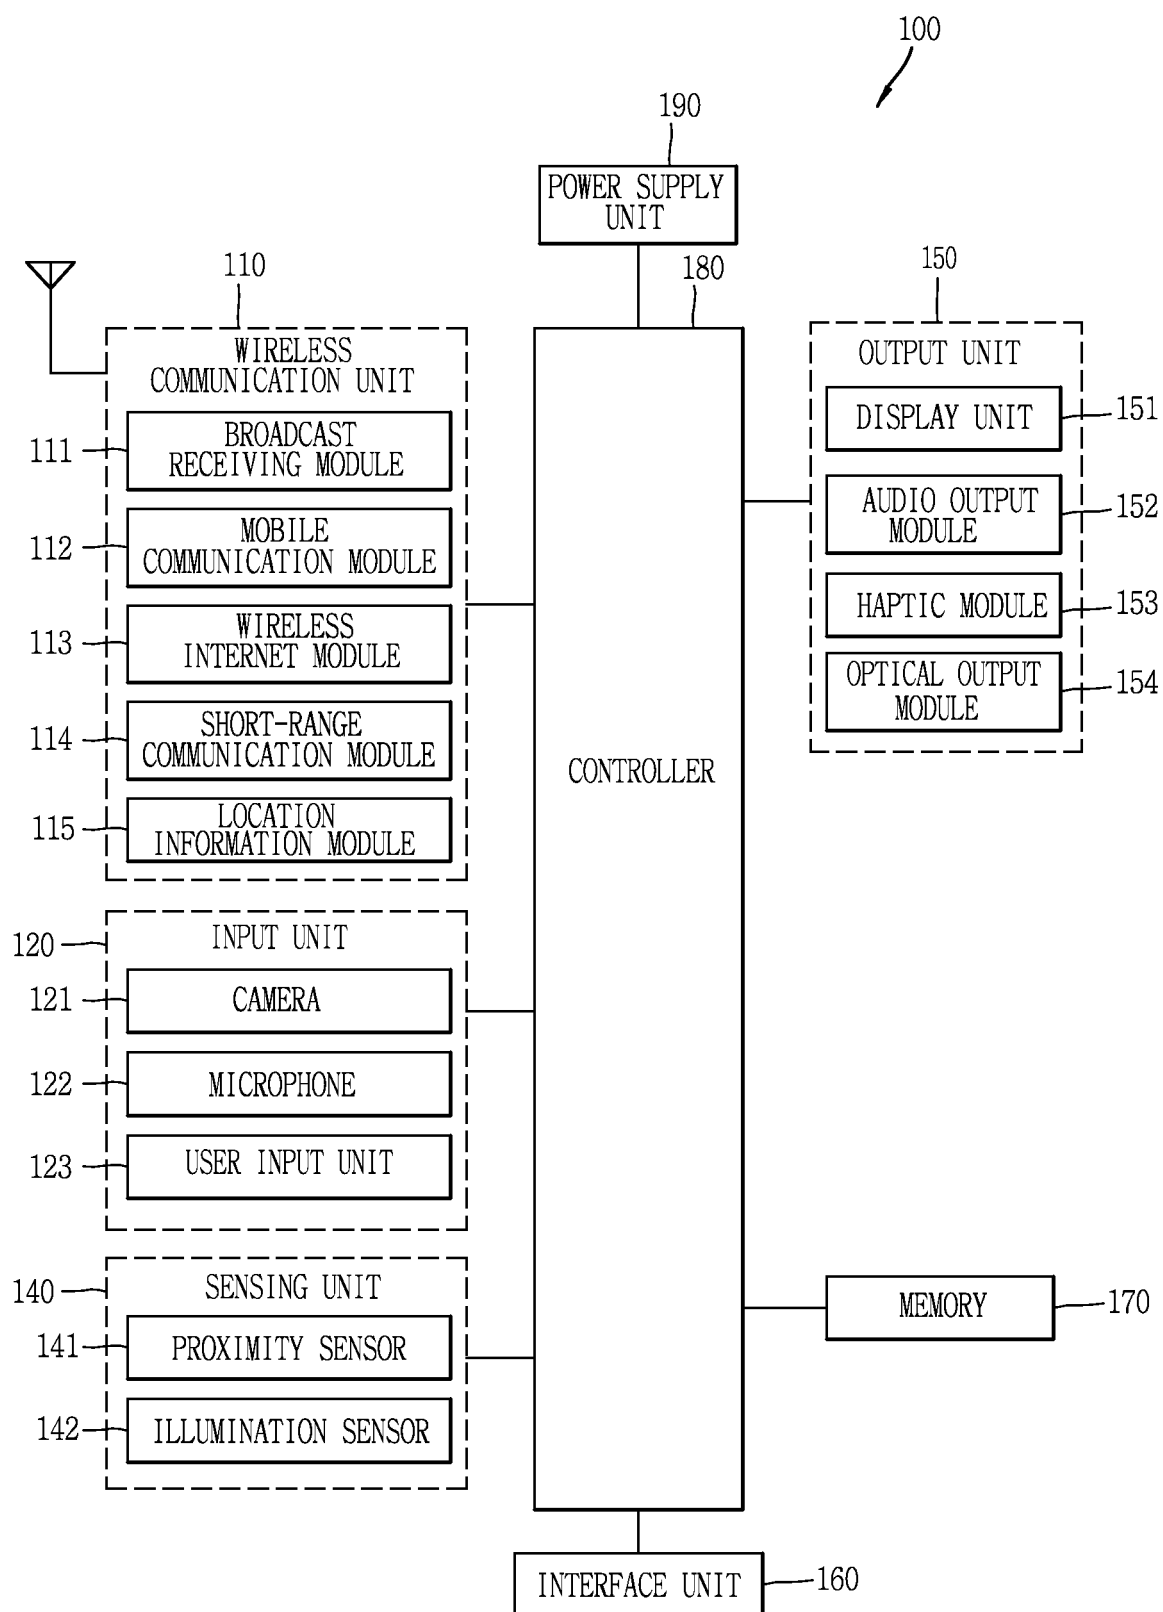 100
190
POWER SUPPLY
UNIT
110
180
150
WIRELESS
COMMUNICATION UNIT
111
BROADCAST
RECEIVING MODULE
112
MOBILE
COMMUNICATION MODULE
113
WIRELESS
INTERNET MODULE
114
SHORT-RANGE
COMMUNICATION MODULE
115
LOCATION
INFORMATION MODULE
120
INPUT UNIT
121
CAMERA
122
MICROPHONE
123
USER INPUT UNIT
140
SENSING UNIT
141
PROXIMITY SENSOR
142
ILLUMINATION SENSOR
CONTROLLER
OUTPUT UNIT
DISPLAY UNIT
151
AUDIO OUTPUT
MODULE
152
HAPTIC MODULE
153
OPTICAL OUTPUT
MODULE
154
MEMORY
170
INTERFACE UNIT
160